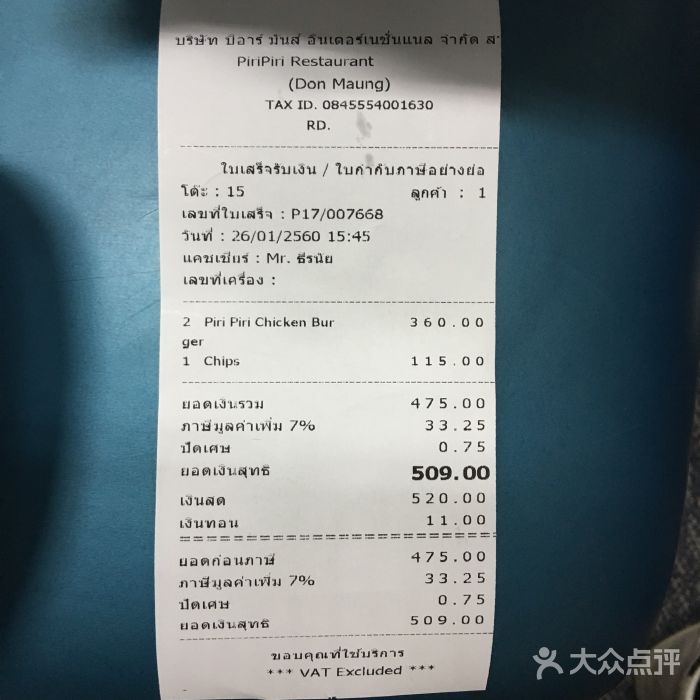 บริษัท บีอาร์ มันส์ อินเตอร์เนชั่นแนล จำกัด
PiriPiri Restaurant
(Don Maung)
TAX ID. 0845554001630
RD.
ใบเสร็จรับเงิน / ใบกำกับภาษีอย่างย่อ
โต๊ะ : 15 ลูกค้า : 1
เลขที่ใบเสร็จ : P17/007668
วันที่ : 26/01/2560 15:45
แคชเชียร์ : Mr. ธีรนัย
เลขที่เครื่อง :
2 Piri Piri Chicken Bur 360.00
ger
1 Chips 115.00
ยอดเงินรวม 475.00
ภาษีมูลค่าเพิ่ม 7% 33.25
ปัดเศษ 0.75
ยอดเงินสุทธิ 509.00
เงินสด 520.00
เงินทอน 11.00
ยอดก่อนภาษี 475.00
ภาษีมูลค่าเพิ่ม 7% 33.25
ปัดเศษ 0.75
ยอดเงินสุทธิ 509.00
ขอบคุณที่ใช้บริการ
*** VAT Excluded ***
大众点评